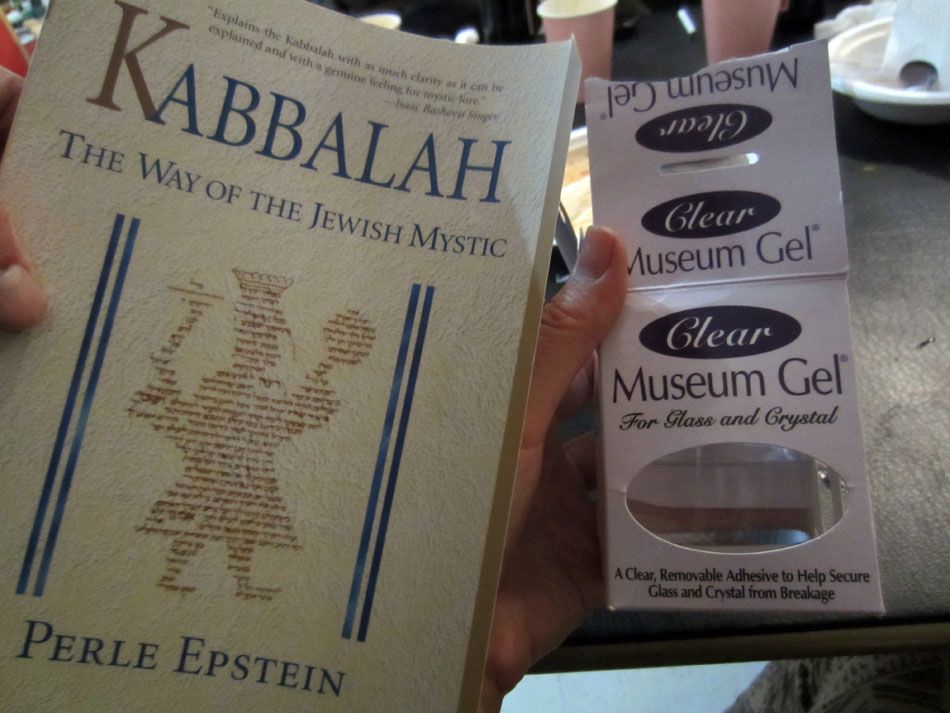 "Explains the Kabbalah with as much clarity as it can be
explained and with a genuine feeling for mystic lore."
—Isaac Bashevis Singer
KABBALAH
THE WAY OF THE JEWISH MYSTIC
PERLE EPSTEIN
Museum Gel
Clear
Clear
Museum Gel®
Clear
Museum Gel®
For Glass and Crystal
A Clear, Removable Adhesive to Help Secure
Glass and Crystal from Breakage